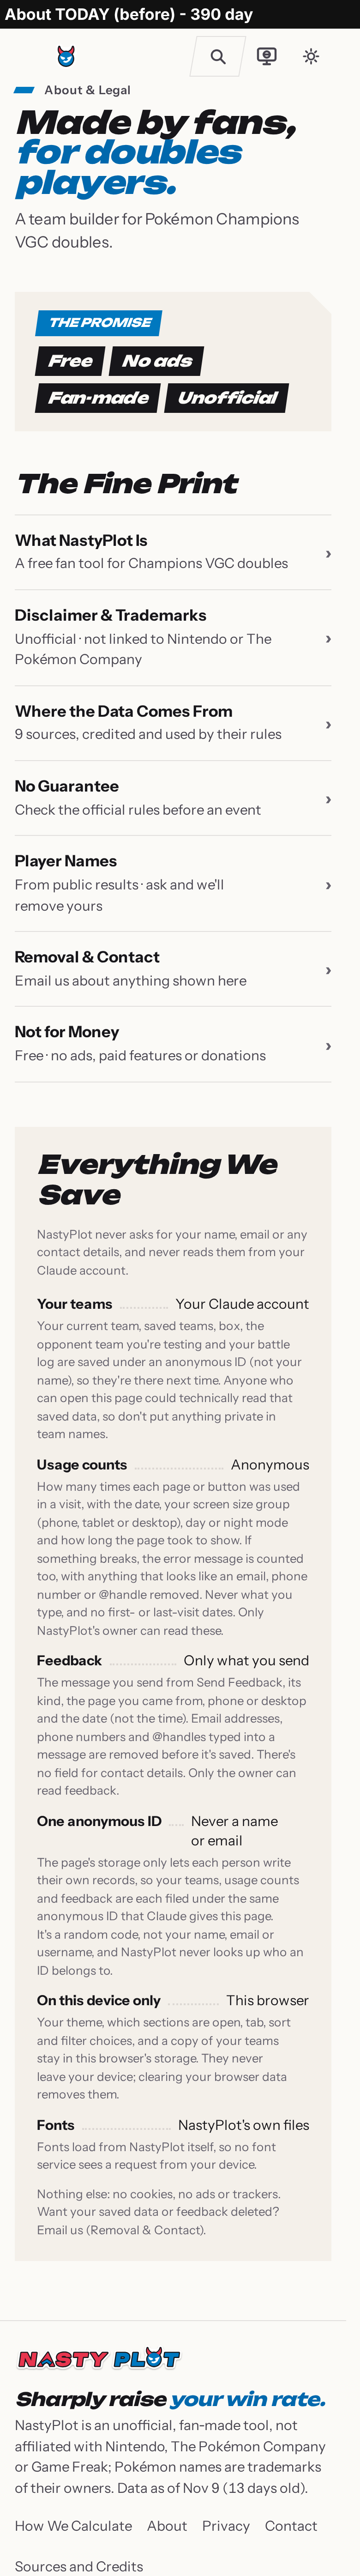 About TODAY (before) - 390 day
About & Legal
Made by fans,
for doubles
players.
A team builder for Pokémon Champions
VGC doubles.
THE PROMISE
Free No ads
Fan-made Unofficial
The Fine Print
What NastyPlot Is
A free fan tool for Champions VGC doubles
Disclaimer & Trademarks
Unofficial · not linked to Nintendo or The
Pokémon Company
Where the Data Comes From
9 sources, credited and used by their rules
No Guarantee
Check the official rules before an event
Player Names
From public results · ask and we'll
remove yours
Removal & Contact
Email us about anything shown here
Not for Money
Free · no ads, paid features or donations
Everything We
Save
NastyPlot never asks for your name, email or any
contact details, and never reads them from your
Claude account.
Your teams Your Claude account
Your current team, saved teams, box, the
opponent team you're testing and your battle
log are saved under an anonymous ID (not your
name), so they're there next time. Anyone who
can open this page could technically read that
saved data, so don't put anything private in
team names.
Usage counts Anonymous
How many times each page or button was used
in a visit, with the date, your screen size group
(phone, tablet or desktop), day or night mode
and how long the page took to show. If
something breaks, the error message is counted
too, with anything that looks like an email, phone
number or @handle removed. Never what you
type, and no first- or last-visit dates. Only
NastyPlot's owner can read these.
Feedback Only what you send
The message you send from Send Feedback, its
kind, the page you came from, phone or desktop
and the date (not the time). Email addresses,
phone numbers and @handles typed into a
message are removed before it's saved. There's
no field for contact details. Only the owner can
read feedback.
One anonymous ID Never a name
or email
The page's storage only lets each person write
their own records, so your teams, usage counts
and feedback are each filed under the same
anonymous ID that Claude gives this page.
It's a random code, not your name, email or
username, and NastyPlot never looks up who an
ID belongs to.
On this device only This browser
Your theme, which sections are open, tab, sort
and filter choices, and a copy of your teams
stay in this browser's storage. They never
leave your device; clearing your browser data
removes them.
Fonts NastyPlot's own files
Fonts load from NastyPlot itself, so no font
service sees a request from your device.
Nothing else: no cookies, no ads or trackers.
Want your saved data or feedback deleted?
Email us (Removal & Contact).
NASTY PLOT
Sharply raise your win rate.
NastyPlot is an unofficial, fan-made tool, not
affiliated with Nintendo, The Pokémon Company
or Game Freak; Pokémon names are trademarks
of their owners. Data as of Nov 9 (13 days old).
How We Calculate About Privacy Contact
Sources and Credits